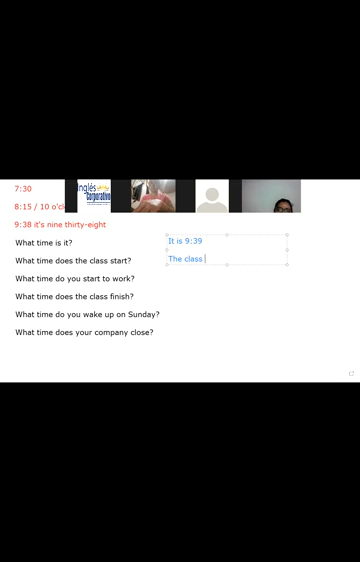 7:30
Inglés
Corporativo
8:15 / 10 o'cl
9:38 it's nine thirty-eight
What time is it?
It is 9:39
What time does the class start?
The class
What time do you start to work?
What time does the class finish?
What time do you wake up on Sunday?
What time does your company close?